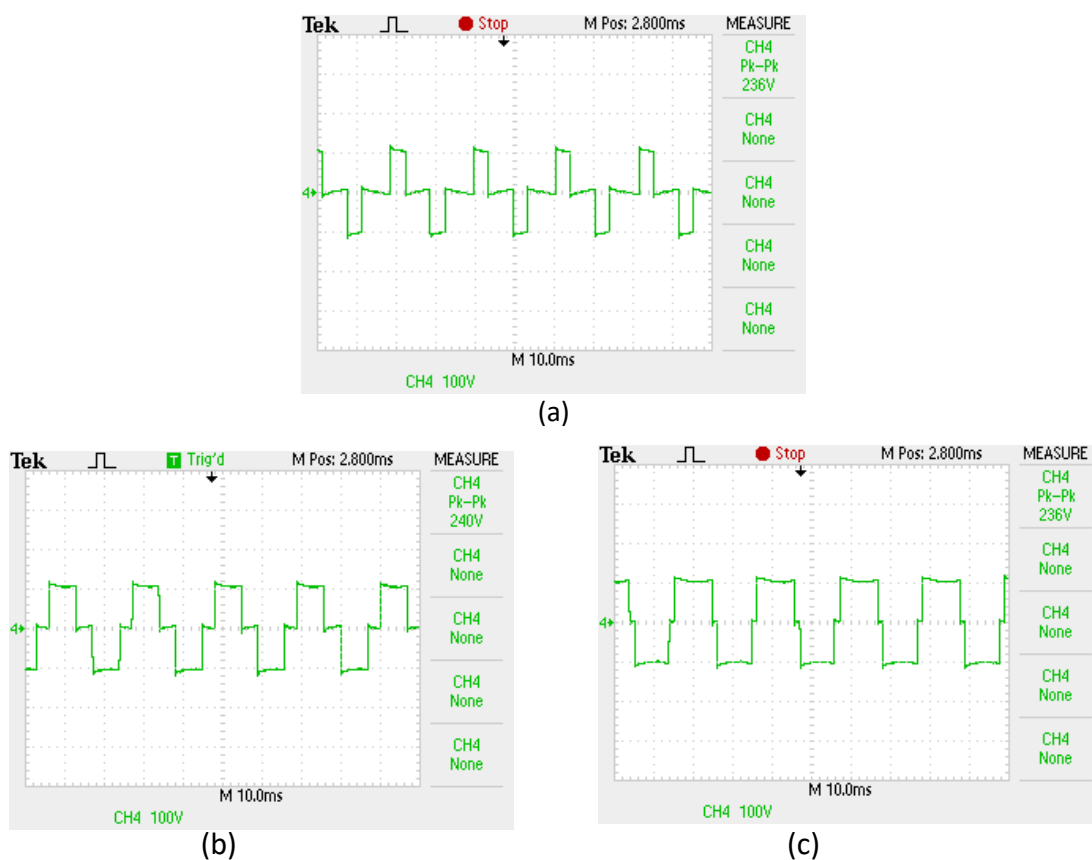 Tek Stop M Pos: 2.800ms MEASURE
CH4
Pk-Pk
236V
CH4
None
CH4
None
4
CH4
None
CH4
None
M 10.0ms
CH4 100V
(a)
Tek T Trig'd M Pos: 2.800ms MEASURE
CH4
Pk-Pk
240V
CH4
None
4
CH4
None
CH4
None
CH4
None
M 10.0ms
CH4 100V
(b)
Tek Stop M Pos: 2.800ms MEASURE
CH4
Pk-Pk
236V
CH4
None
4
CH4
None
CH4
None
CH4
None
M 10.0ms
CH4 100V
(c)